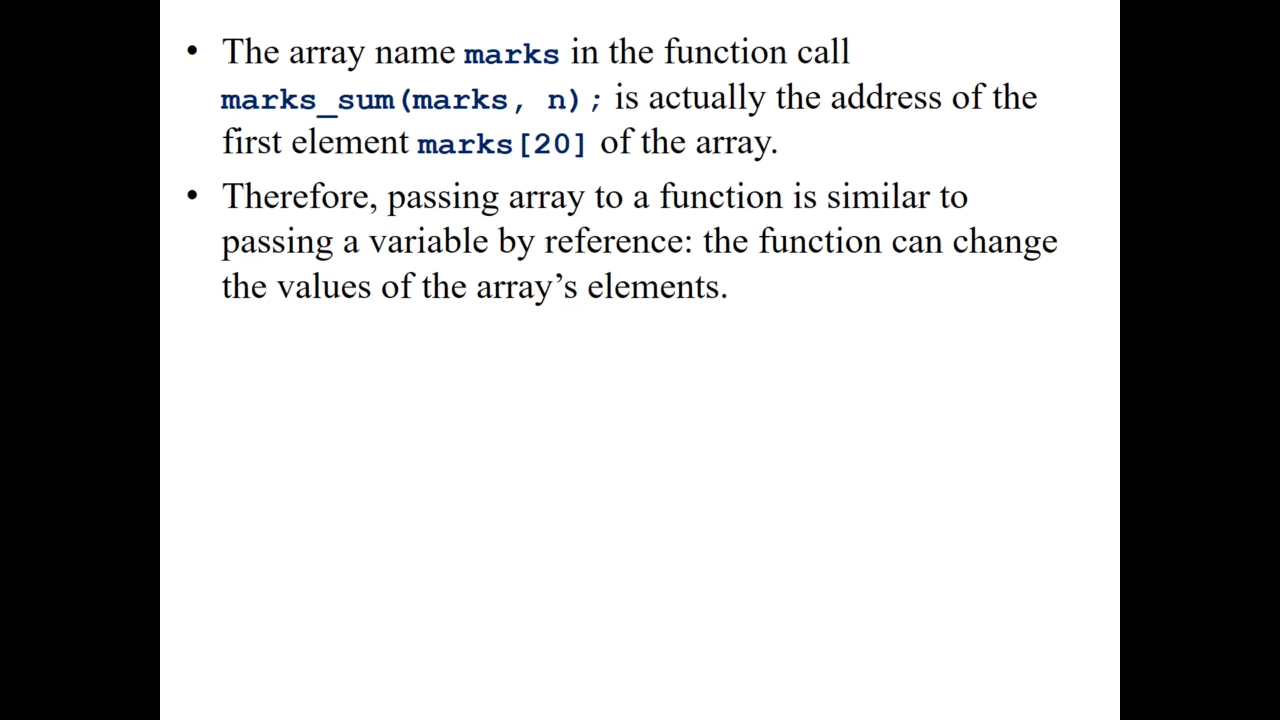 • The array name marks in the function call
marks_sum(marks, n); is actually the address of the
first element marks[20] of the array.
• Therefore, passing array to a function is similar to
passing a variable by reference: the function can change
the values of the array’s elements.